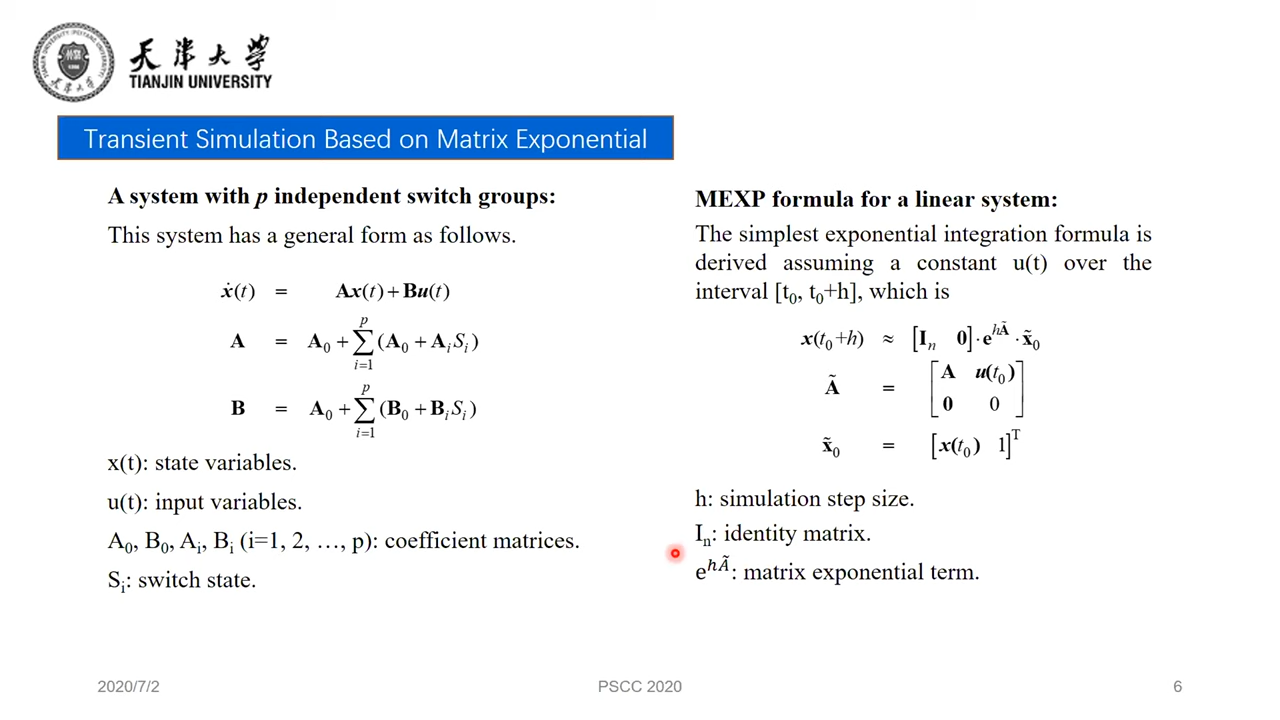 天津大学
TIANJIN UNIVERSITY
Transient Simulation Based on Matrix Exponential
A system with p independent switch groups:
This system has a general form as follows.
ẋ(t) = Ax(t)+Bu(t)
A = A₀ + ∑ᵢ₌₁ᵖ (A₀ + AᵢSᵢ)
B = A₀ + ∑ᵢ₌₁ᵖ (B₀ + BᵢSᵢ)
x(t): state variables.
u(t): input variables.
A₀, B₀, Aᵢ, Bᵢ (i=1, 2, …, p): coefficient matrices.
Sᵢ: switch state.
MEXP formula for a linear system:
The simplest exponential integration formula is
derived assuming a constant u(t) over the
interval [t₀, t₀+h], which is
x(t₀+h) ≈ [Iₙ 0]·e^{hÃ}·x̃₀
Ã = [A u(t₀)
0 0]
x̃₀ = [x(t₀) 1]ᵀ
h: simulation step size.
Iₙ: identity matrix.
e^{hÃ}: matrix exponential term.
2020/7/2
PSCC 2020
6